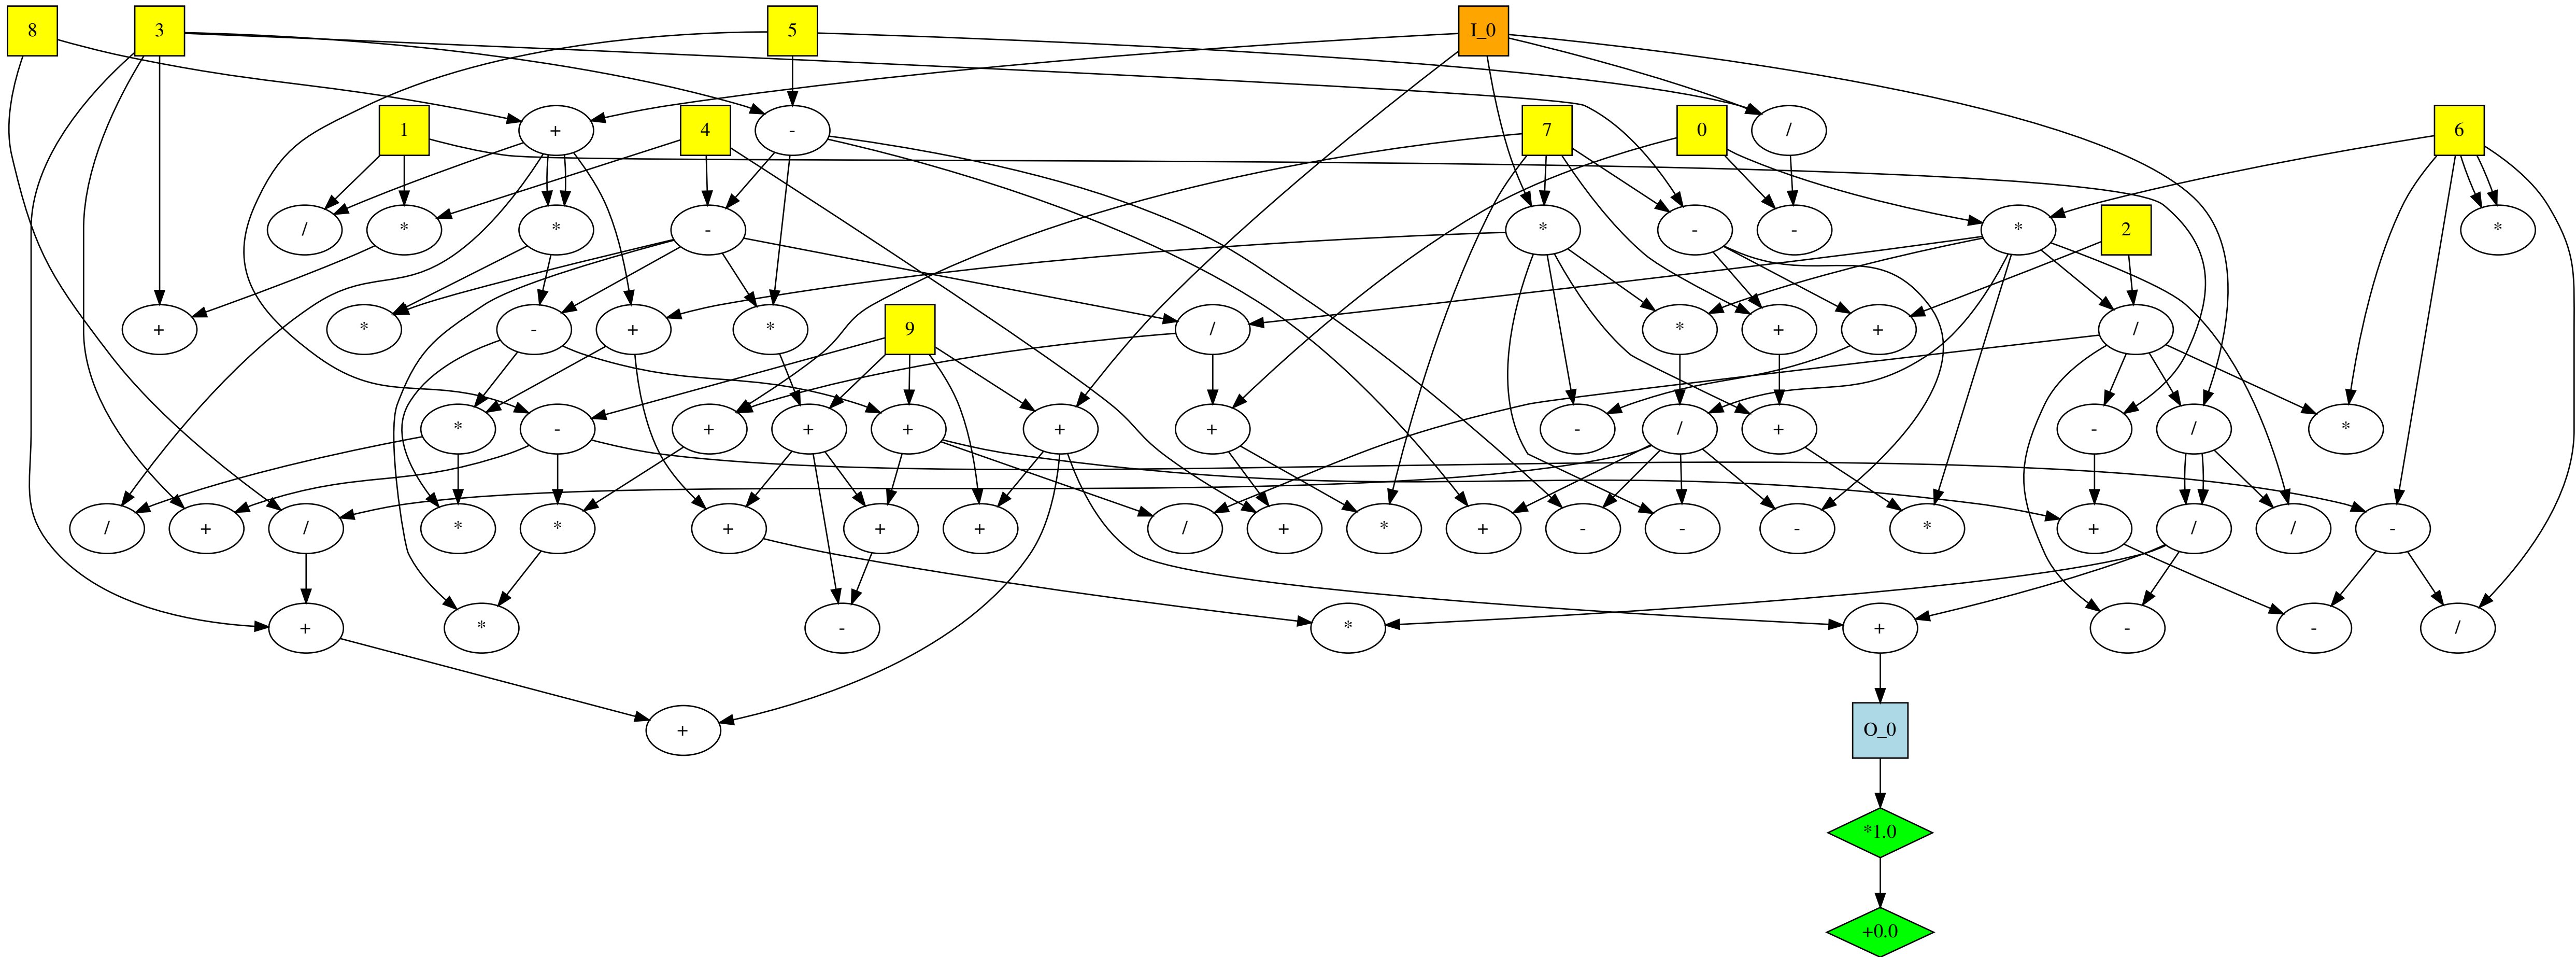 8 3 5 I_0
1 + 4 - 7 0 / 6
/ * * - * - - * 2 *
+ * - + * 9 / * + + /
* - + + + + + - / + - / *
/ + / * * + + + / + * + - - - * + / / -
+ * - * + - - /
+ O_0
*1.0
+0.0